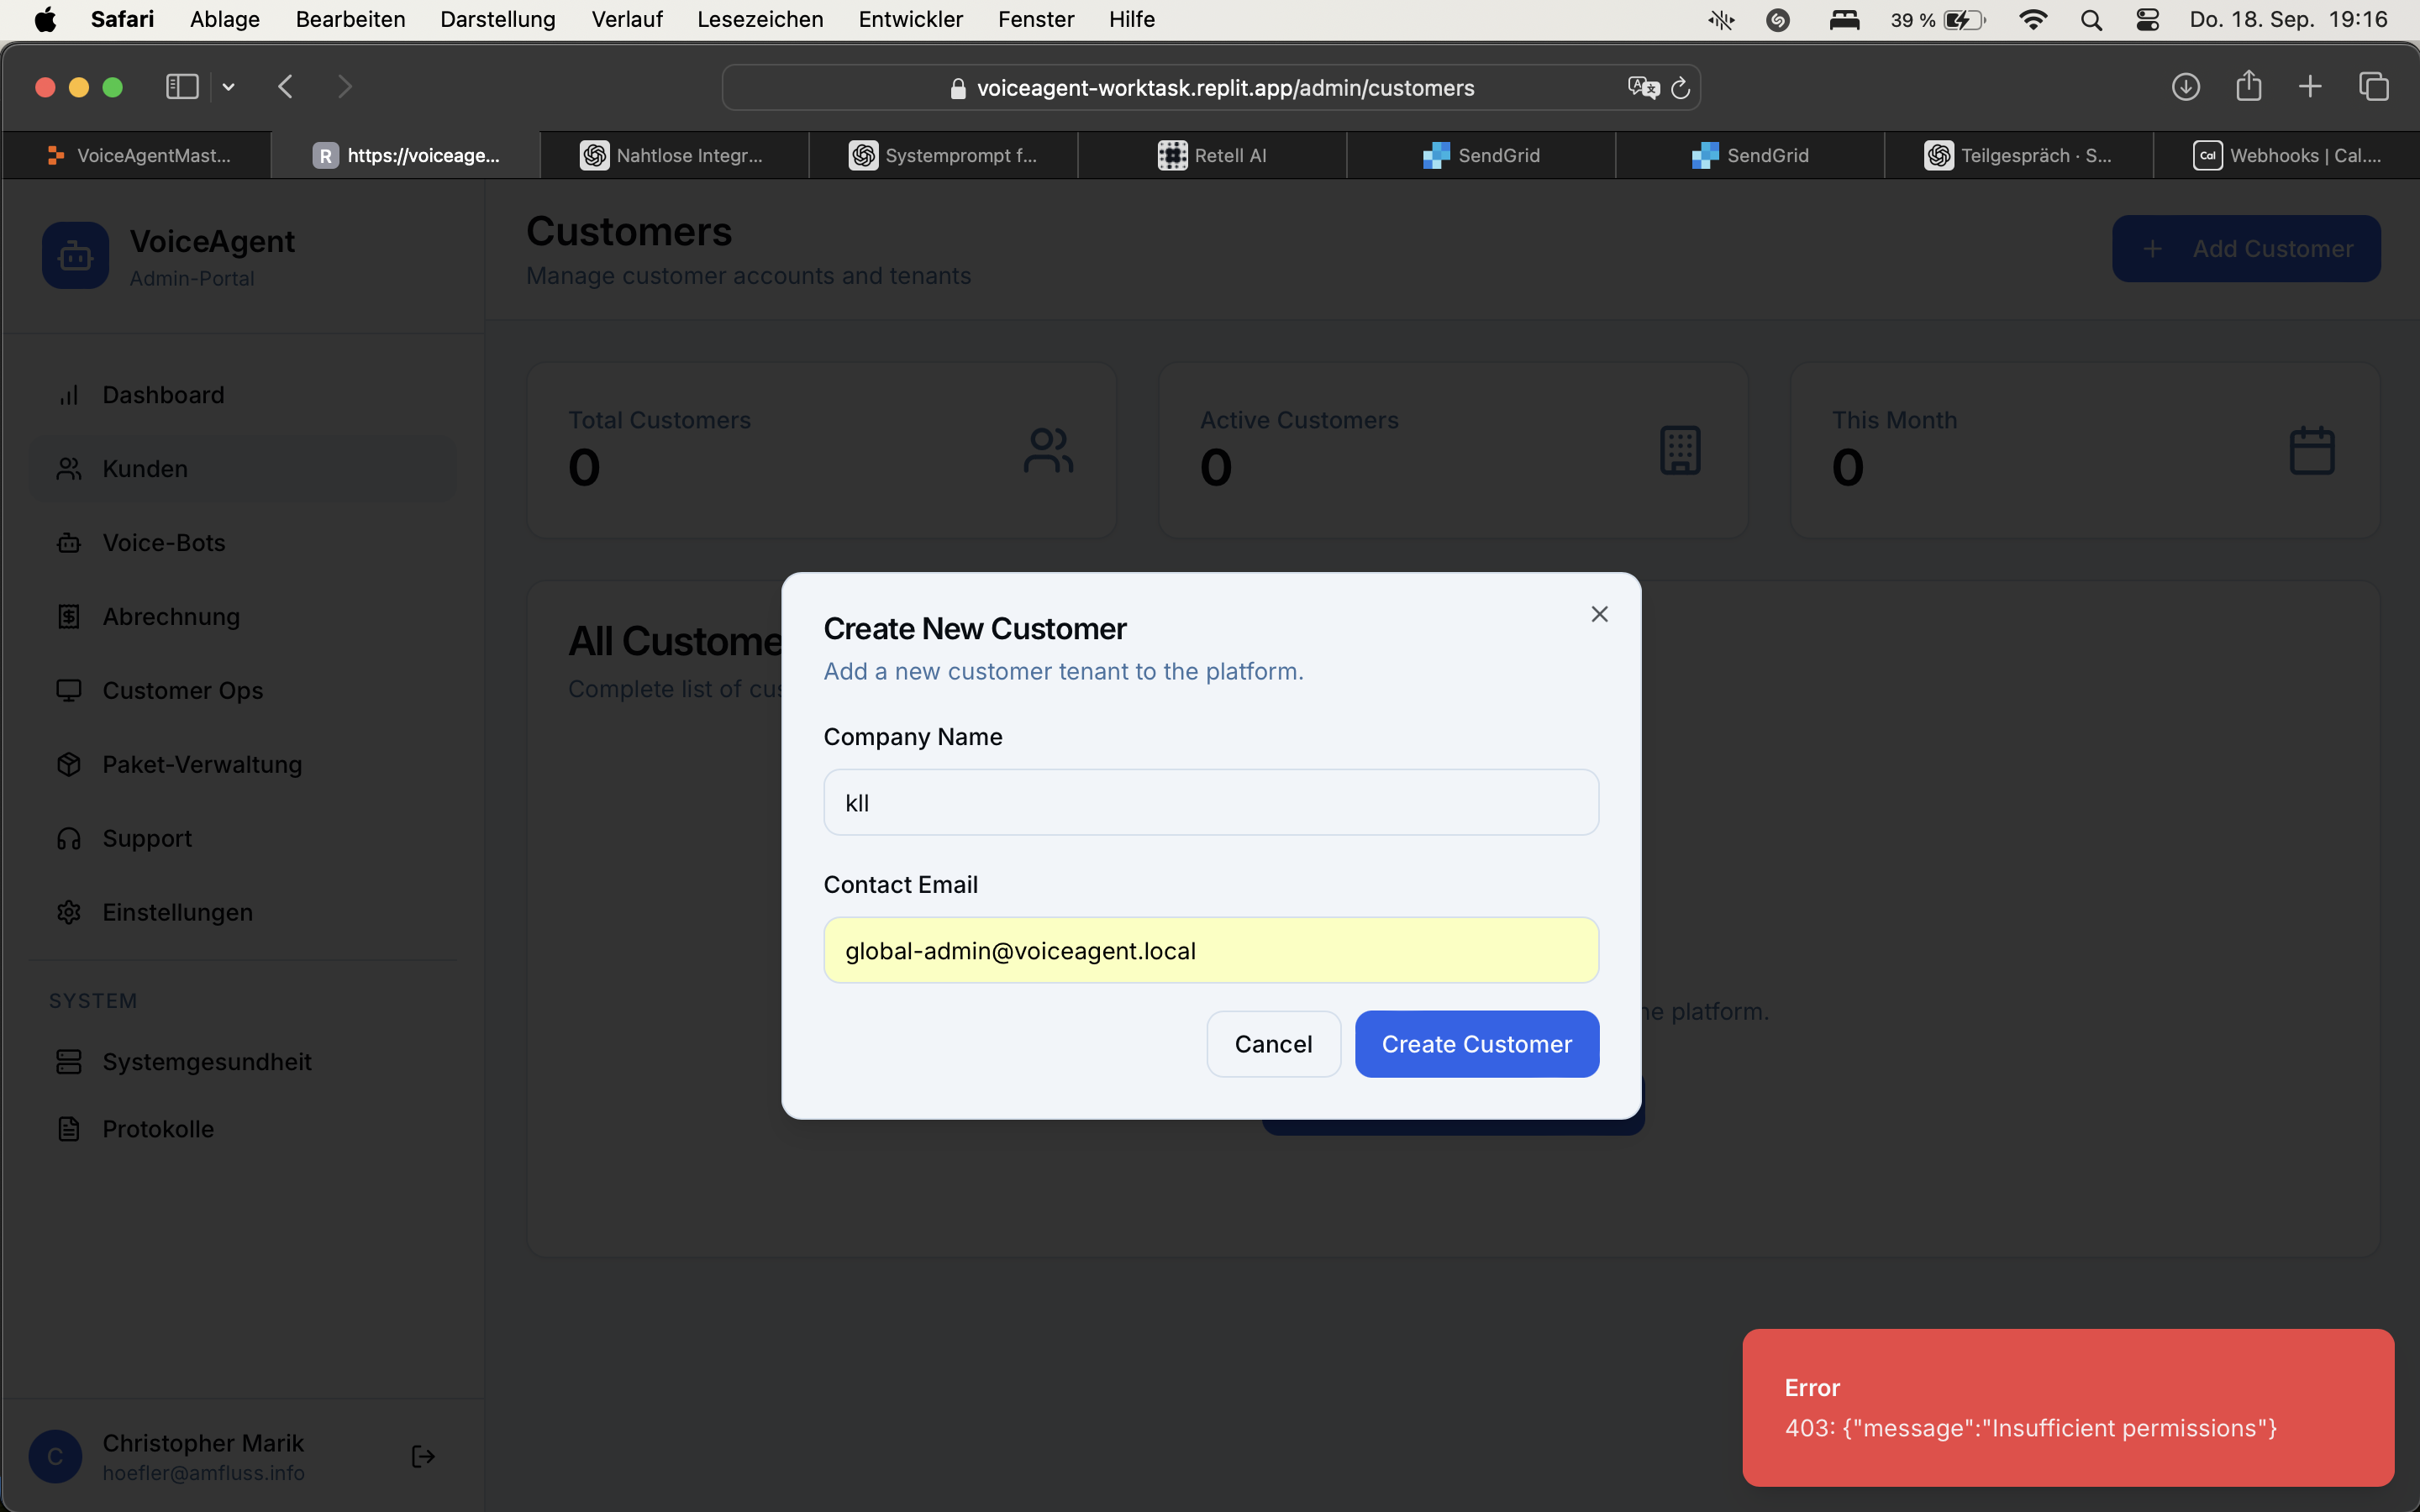 Safari Ablage Bearbeiten Darstellung Verlauf Lesezeichen Entwickler Fenster Hilfe 39 % Do. 18. Sep. 19:16
voiceagent-worktask.replit.app/admin/customers
VoiceAgentMast... R https://voiceage... Nahtlose Integr... Systemprompt f... Retell AI SendGrid SendGrid Teilgespräch · S... Cal Webhooks | Cal....
VoiceAgent
Admin-Portal
Dashboard
Kunden
Voice-Bots
Abrechnung
Customer Ops
Paket-Verwaltung
Support
Einstellungen
SYSTEM
Systemgesundheit
Protokolle
C
Christopher Marik
hoefler@amfluss.info
Customers
Manage customer accounts and tenants
+ Add Customer
Total Customers
0
Active Customers
0
This Month
0
All Custome
Complete list of cus
he platform.
Create New Customer
Add a new customer tenant to the platform.
Company Name
kll
Contact Email
global-admin@voiceagent.local
Cancel
Create Customer
Error
403: {"message":"Insufficient permissions"}